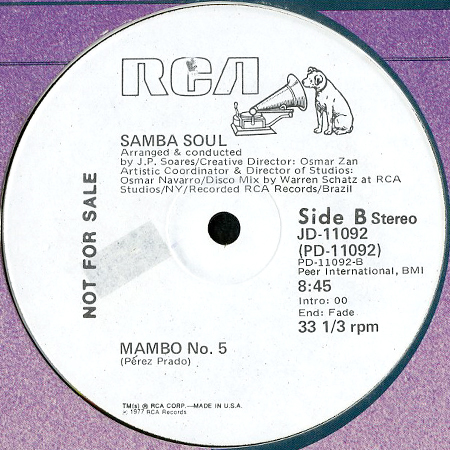 RCA
SAMBA SOUL
Arranged & conducted
by J.P. Soares/Creative Director: Osmar Zan
Artistic Coordinator & Director of Studios:
Osmar Navarro/Disco Mix by Warren Schatz at RCA
Studios/NY/Recorded RCA Records/Brazil
NOT FOR SALE
Side B Stereo
JD-11092
(PD-11092)
PD-11092-B
Peer International, BMI
8:45
Intro: 00
End: Fade
33 1/3 rpm
MAMBO No. 5
(Pérez Prado)
TM(s) ® RCA CORP.—MADE IN U.S.A.
℗ 1977 RCA Records